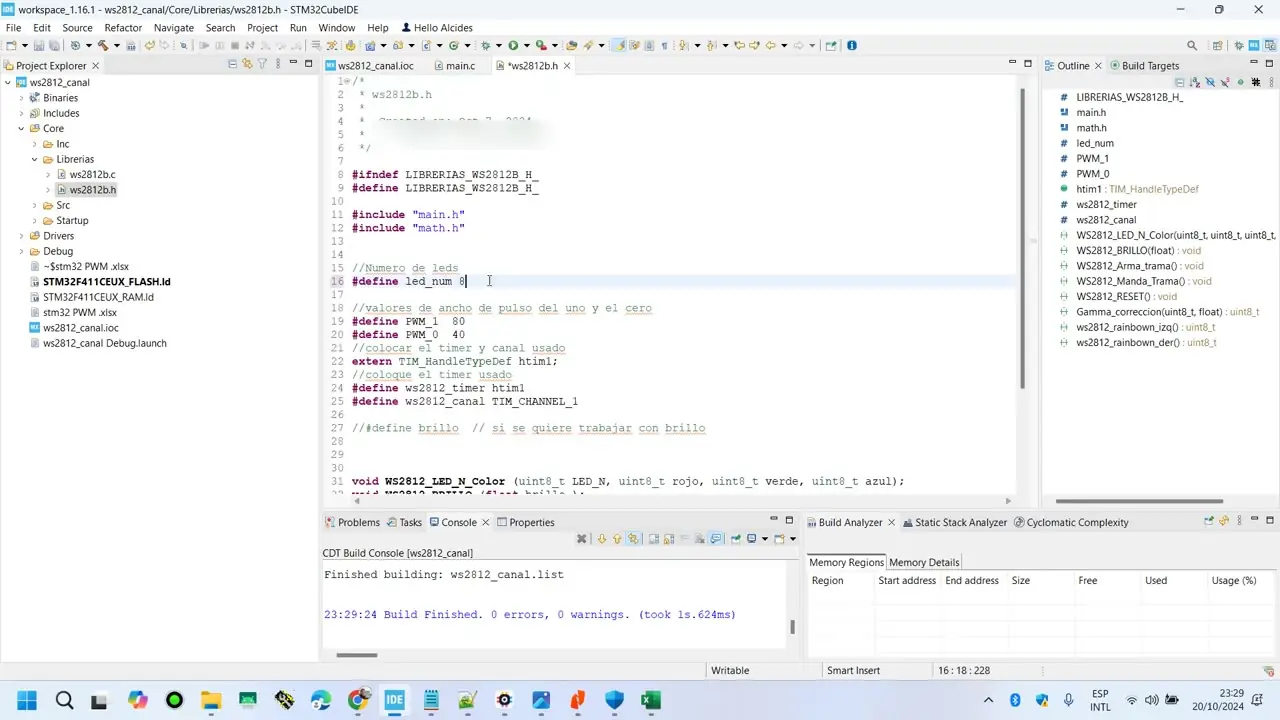 workspace_1.16.1 - ws2812_canal/Core/Librerias/ws2812b.h - STM32CubeIDE
File Edit Source Refactor Navigate Search Project Run Window Help Hello Alcides
Project Explorer
ws2812_canal
Binaries
Includes
Core
Inc
Librerias
ws2812b.c
ws2812b.h
Src
Startup
Drivers
Debug
~$stm32 PWM .xlsx
STM32F411CEUX_FLASH.ld
STM32F411CEUX_RAM.ld
stm32 PWM .xlsx
ws2812_canal.ioc
ws2812_canal Debug.launch
ws2812_canal.ioc main.c *ws2812b.h
1 /*
2 * ws2812b.h
3 *
4 *
5 *
6 */
7
8 #ifndef LIBRERIAS_WS2812B_H_
9 #define LIBRERIAS_WS2812B_H_
10
11 #include "main.h"
12 #include "math.h"
13
14
15 //Numero de leds
16 #define led_num 8
17
18 //valores de ancho de pulso del uno y el cero
19 #define PWM_1 80
20 #define PWM_0 40
21 //colocar el timer y canal usado
22 extern TIM_HandleTypeDef htim1;
23 //coloque el timer usado
24 #define ws2812_timer htim1
25 #define ws2812_canal TIM_CHANNEL_1
26
27 //#define brillo // si se quiere trabajar con brillo
28
29
30
31 void WS2812_LED_N_Color (uint8_t LED_N, uint8_t rojo, uint8_t verde, uint8_t azul);
Outline Build Targets
LIBRERIAS_WS2812B_H_
main.h
math.h
led_num
PWM_1
PWM_0
htim1 : TIM_HandleTypeDef
ws2812_timer
ws2812_canal
WS2812_LED_N_Color(uint8_t, uint8_t, uint8_t,
WS2812_BRILLO(float) : void
WS2812_Arma_trama() : void
WS2812_Manda_Trama() : void
WS2812_RESET() : void
Gamma_correccion(uint8_t, float) : uint8_t
ws2812_rainbown_izq() : uint8_t
ws2812_rainbown_der() : uint8_t
Problems Tasks Console Properties
CDT Build Console [ws2812_canal]
Finished building: ws2812_canal.list
23:29:24 Build Finished. 0 errors, 0 warnings. (took 1s.624ms)
Build Analyzer Static Stack Analyzer Cyclomatic Complexity
Memory Regions Memory Details
Region Start address End address Size Free Used Usage (%)
Writable Smart Insert 16 : 18 : 228
ESP
INTL
23:29
20/10/2024